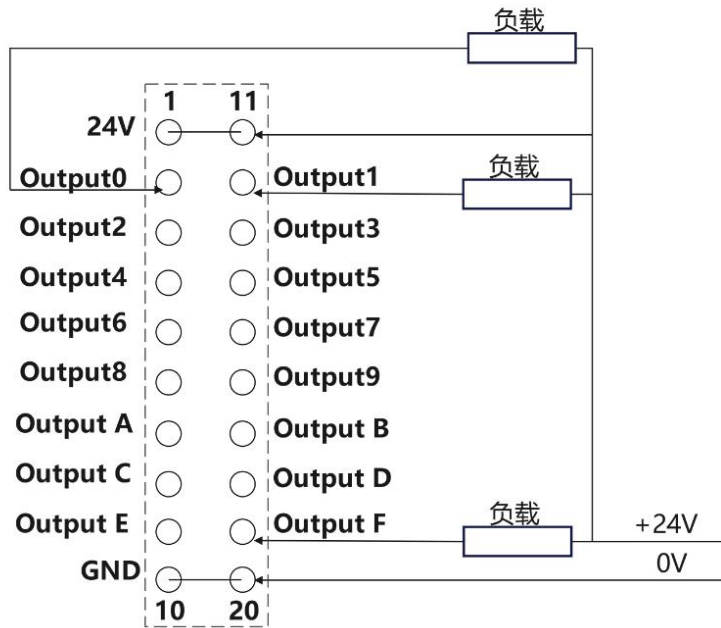 负载
1 11
24V
Output0 Output1 负载
Output2 Output3
Output4 Output5
Output6 Output7
Output8 Output9
Output A Output B
Output C Output D
Output E Output F 负载 +24V
GND 0V
10 20